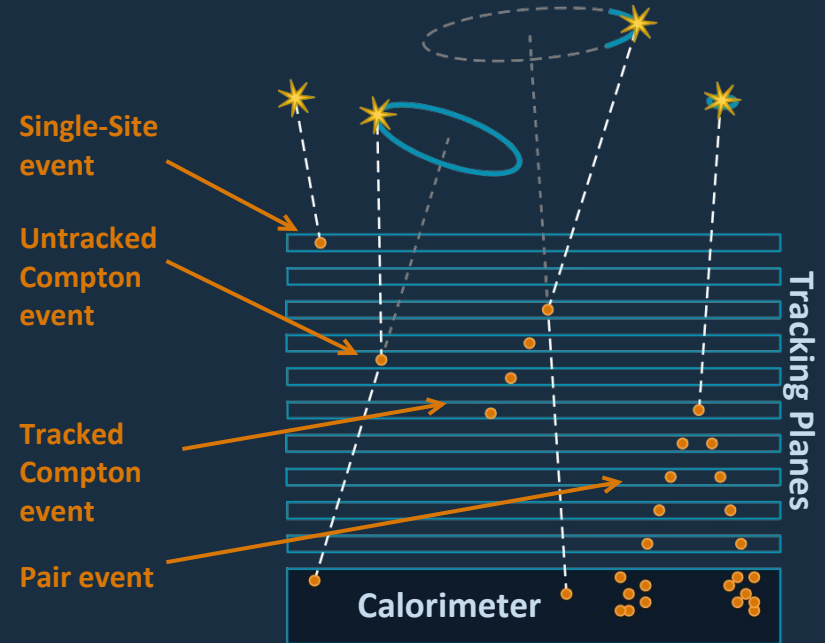 Single-Site
event
Untracked
Compton
event
Tracked
Compton
event
Pair event
Tracking Planes
Calorimeter